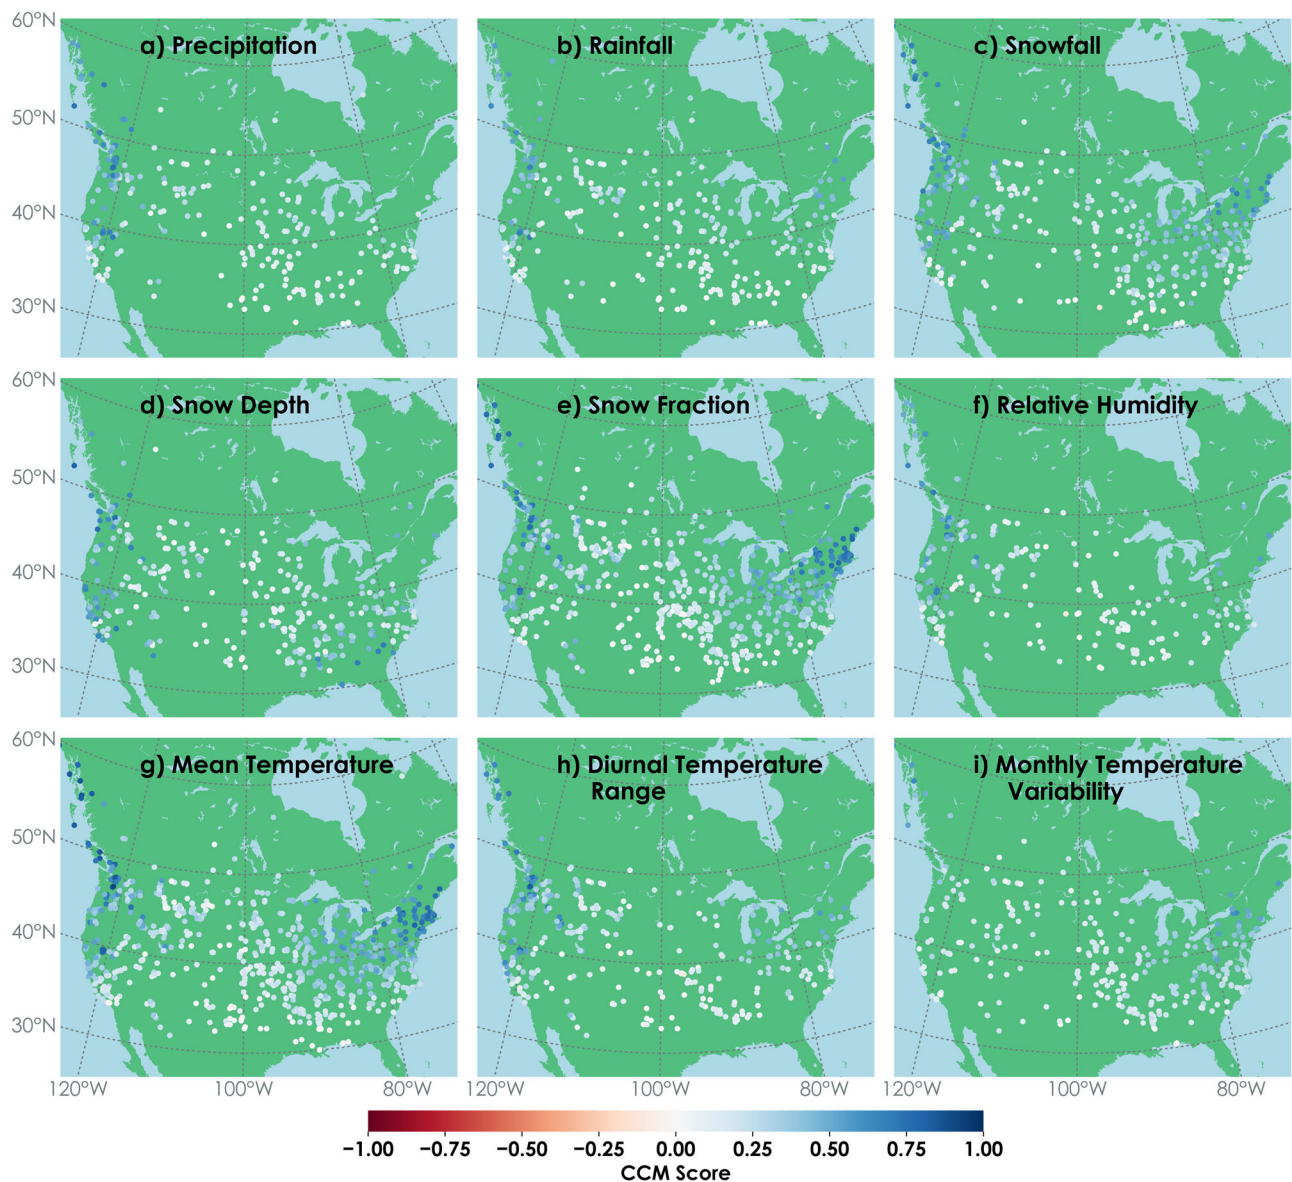 60°N
a) Precipitation
b) Rainfall
c) Snowfall
50°N
40°N
30°N
60°N
d) Snow Depth
e) Snow Fraction
f) Relative Humidity
50°N
40°N
30°N
60°N
g) Mean Temperature
h) Diurnal Temperature
Range
i) Monthly Temperature
Variability
50°N
40°N
30°N
120°W 100°W 80°W 120°W 100°W 80°W 120°W 100°W 80°W
−1.00 −0.75 −0.50 −0.25 0.00 0.25 0.50 0.75 1.00
CCM Score